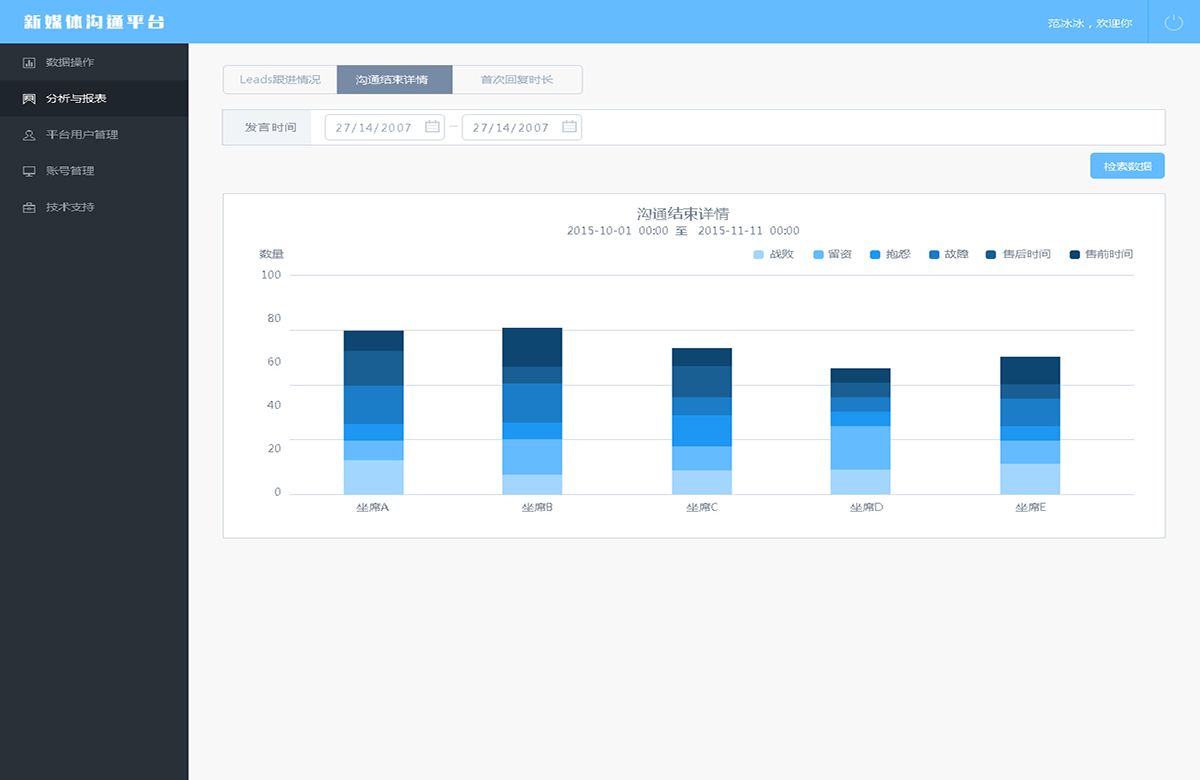 新媒体沟通平台
范冰冰，欢迎你
数据操作
分析与报表
平台用户管理
账号管理
技术支持
Leads跟进情况 沟通结束详情 首次回复时长
发言时间 27/14/2007 — 27/14/2007
检索数据
沟通结束详情
2015-10-01 00:00 至 2015-11-11 00:00
数量 战败 留资 抱怨 故障 售后时间 售前时间
100
80
60
40
20
0
坐席A 坐席B 坐席C 坐席D 坐席E